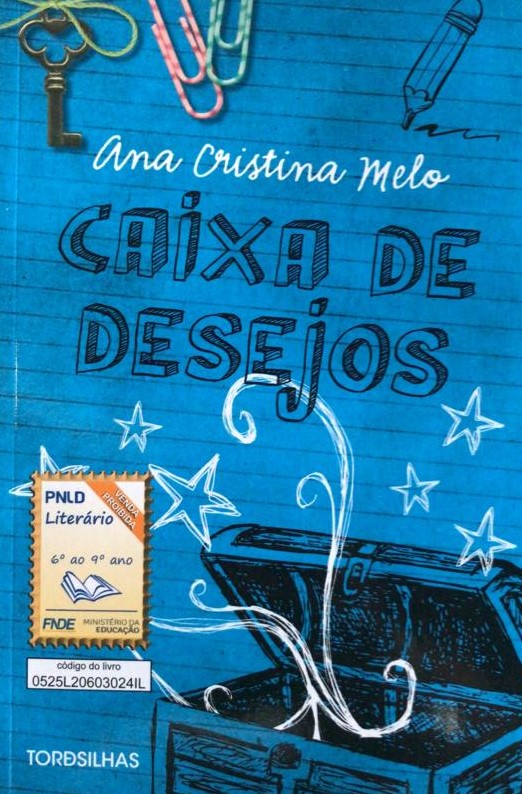 Ana Cristina Melo
CAIXA DE
DESEJOS
PNLD
Literário
VENDA
PROIBIDA
6º ao 9º ano
FNDE
MINISTÉRIO DA
EDUCAÇÃO
código do livro
0525L20603024IL
TORDSILHAS